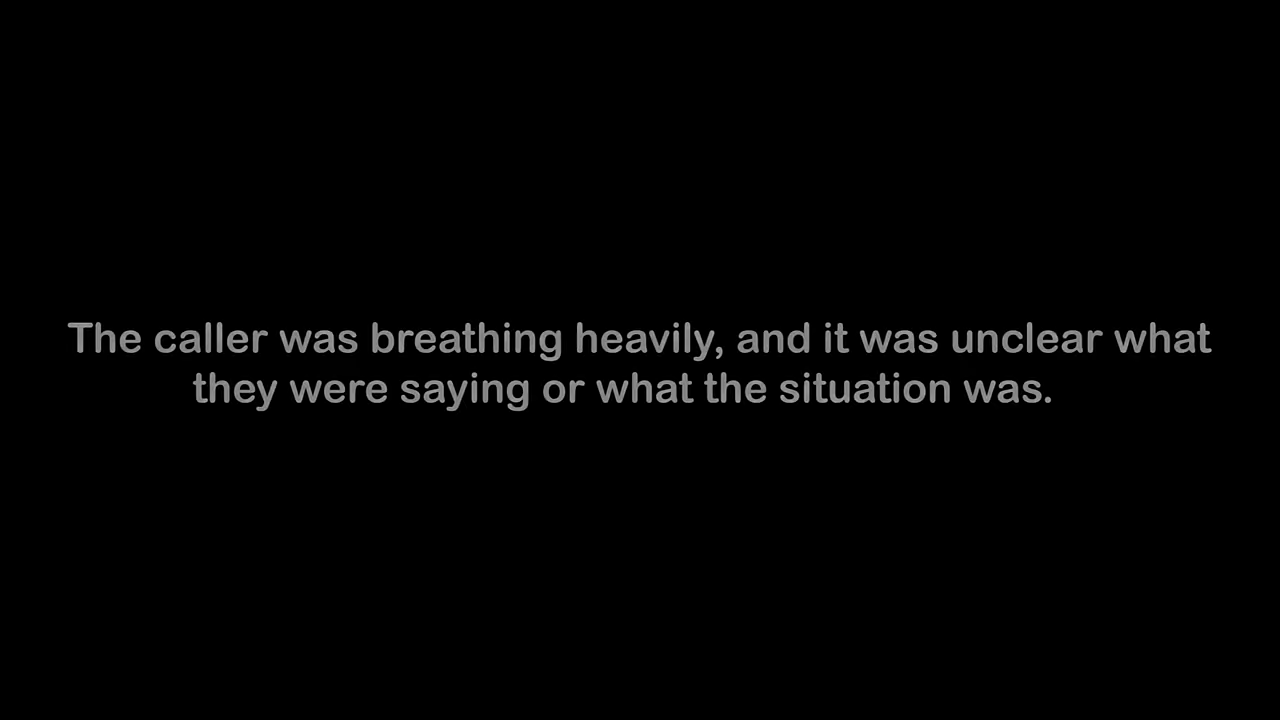 The caller was breathing heavily, and it was unclear what
they were saying or what the situation was.